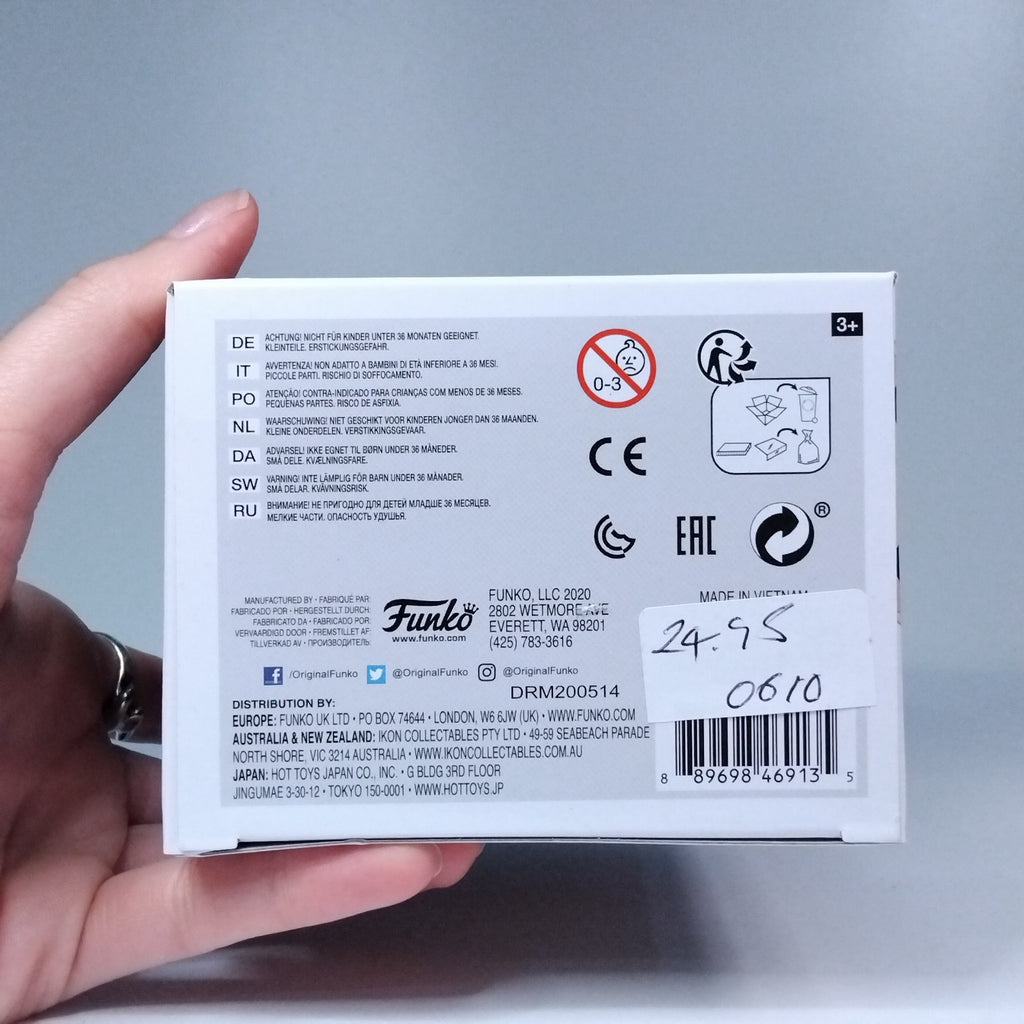 3+
DE ACHTUNG! NICHT FÜR KINDER UNTER 36 MONATEN GEEIGNET.
KLEINTEILE. ERSTICKUNGSGEFAHR.
IT AVVERTENZA! NON ADATTO A BAMBINI DI ETÀ INFERIORE A 36 MESI.
PICCOLE PARTI. RISCHIO DI SOFFOCAMENTO.
PO ATENÇÃO! CONTRA-INDICADO PARA CRIANÇAS COM MENOS DE 36 MESES.
PEQUENAS PARTES. RISCO DE ASFIXIA.
NL WAARSCHUWING! NIET GESCHIKT VOOR KINDEREN JONGER DAN 36 MAANDEN.
KLEINE ONDERDELEN. VERSTIKKINGSGEVAAR.
DA ADVARSEL! IKKE EGNET TIL BØRN UNDER 36 MÅNEDER.
SMÅ DELE. KVÆLNINGSFARE.
SW VARNING! INTE LÄMPLIG FÖR BARN UNDER 36 MÅNADER.
SMÅ DELAR. KVÄVNINGSRISK.
RU ВНИМАНИЕ! НЕ ПРИГОДНО ДЛЯ ДЕТЕЙ МЛАДШЕ 36 МЕСЯЦЕВ.
МЕЛКИЕ ЧАСТИ. ОПАСНОСТЬ УДУШЬЯ.
0-3
CE
EAC
®
MANUFACTURED BY • FABRIQUÉ PAR:
FABRICADO POR • HERGESTELLT DURCH:
FABBRICATO DA • FABRICADO POR:
VERVAARDIGD DOOR • FREMSTILLET AF:
TILLVERKAD AV • ПРОИЗВОДИТЕЛЬ:
Funko
www.funko.com
FUNKO, LLC 2020
2802 WETMORE AVE
EVERETT, WA 98201
(425) 783-3616
MADE IN VIETNAM
24.95
0610
/OriginalFunko @OriginalFunko @OriginalFunko
DRM200514
DISTRIBUTION BY:
EUROPE: FUNKO UK LTD • PO BOX 74644 • LONDON, W6 6JW (UK) • WWW.FUNKO.COM
AUSTRALIA & NEW ZEALAND: IKON COLLECTABLES PTY LTD • 49-59 SEABEACH PARADE
NORTH SHORE, VIC 3214 AUSTRALIA • WWW.IKONCOLLECTABLES.COM.AU
JAPAN: HOT TOYS JAPAN CO., INC. • G BLDG 3RD FLOOR
JINGUMAE 3-30-12 • TOKYO 150-0001 • WWW.HOTTOYS.JP
8 89698 46913 5